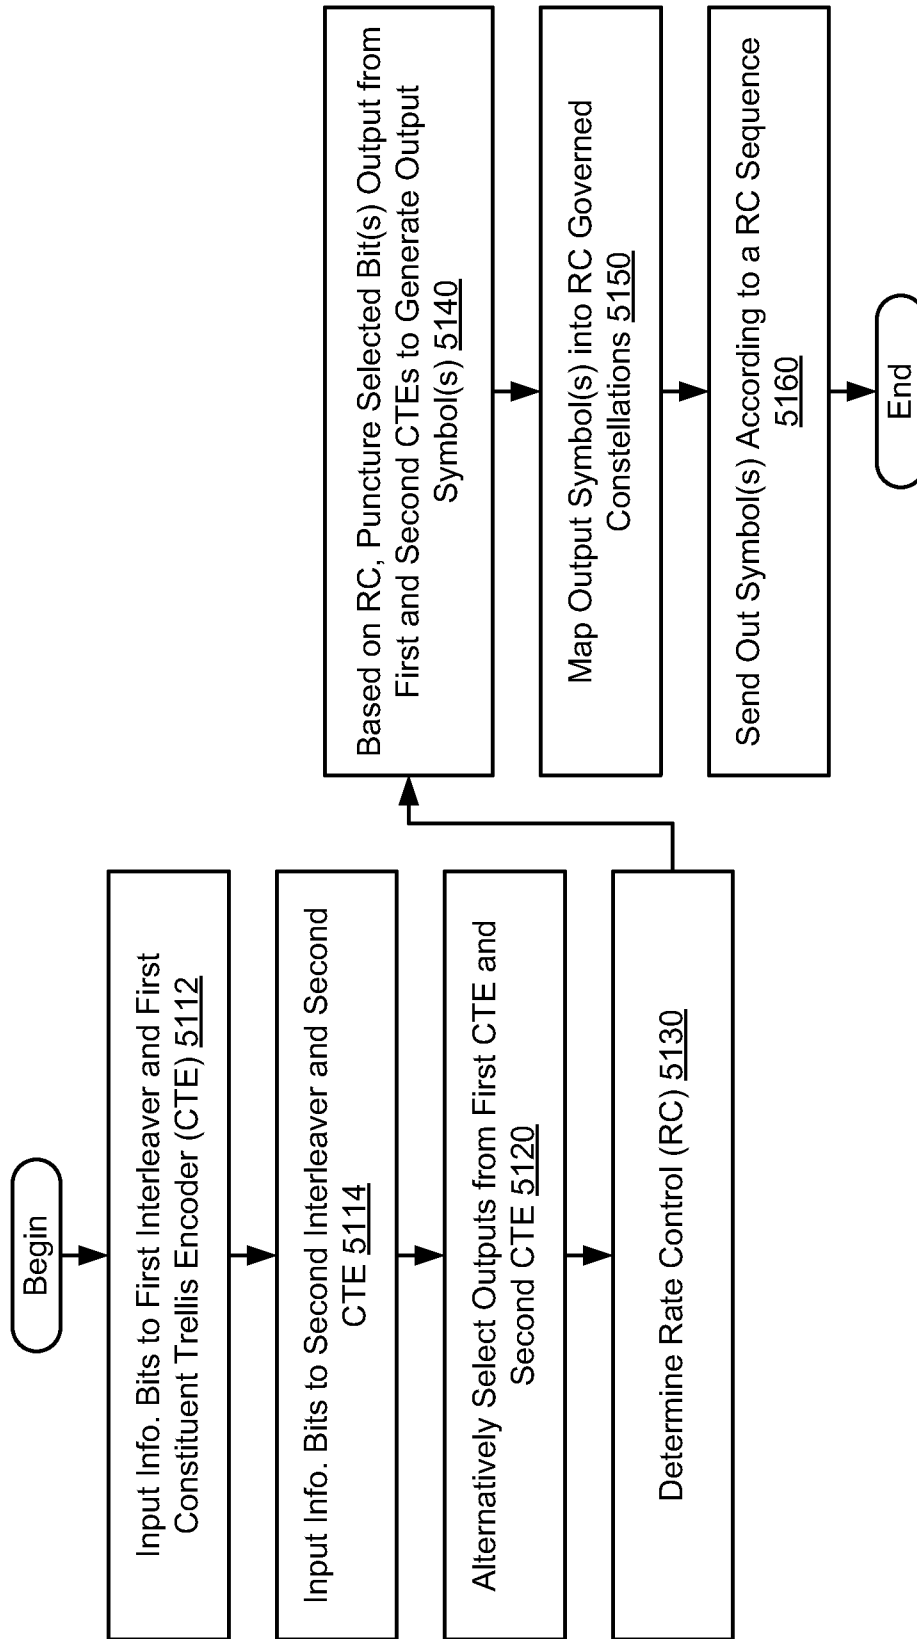 Begin
Input Info. Bits to First Interleaver and First
Constituent Trellis Encoder (CTE) 5112
Input Info. Bits to Second Interleaver and Second
CTE 5114
Alternatively Select Outputs from First CTE and
Second CTE 5120
Determine Rate Control (RC) 5130
Based on RC, Puncture Selected Bit(s) Output from
First and Second CTEs to Generate Output
Symbol(s) 5140
Map Output Symbol(s) into RC Governed
Constellations 5150
Send Out Symbol(s) According to a RC Sequence
5160
End